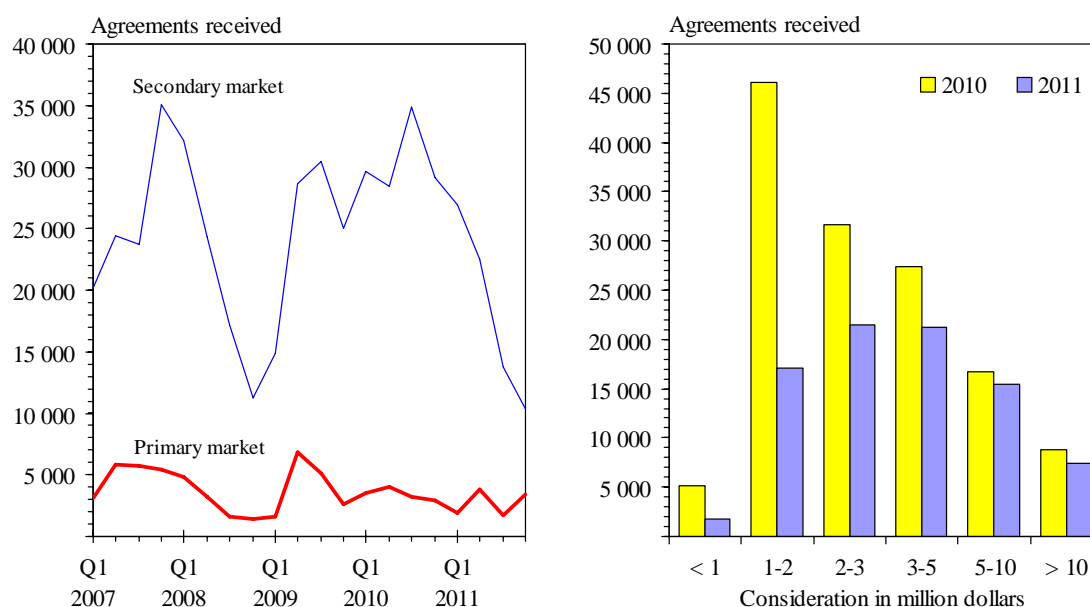 Agreements received
40 000
35 000
30 000
25 000
20 000
15 000
10 000
5 000
Secondary market
Primary market
Q1 Q1 Q1 Q1 Q1
2007 2008 2009 2010 2011
Agreements received
50 000
45 000
40 000
35 000
30 000
25 000
20 000
15 000
10 000
5 000
2010 2011
< 1 1-2 2-3 3-5 5-10 > 10
Consideration in million dollars